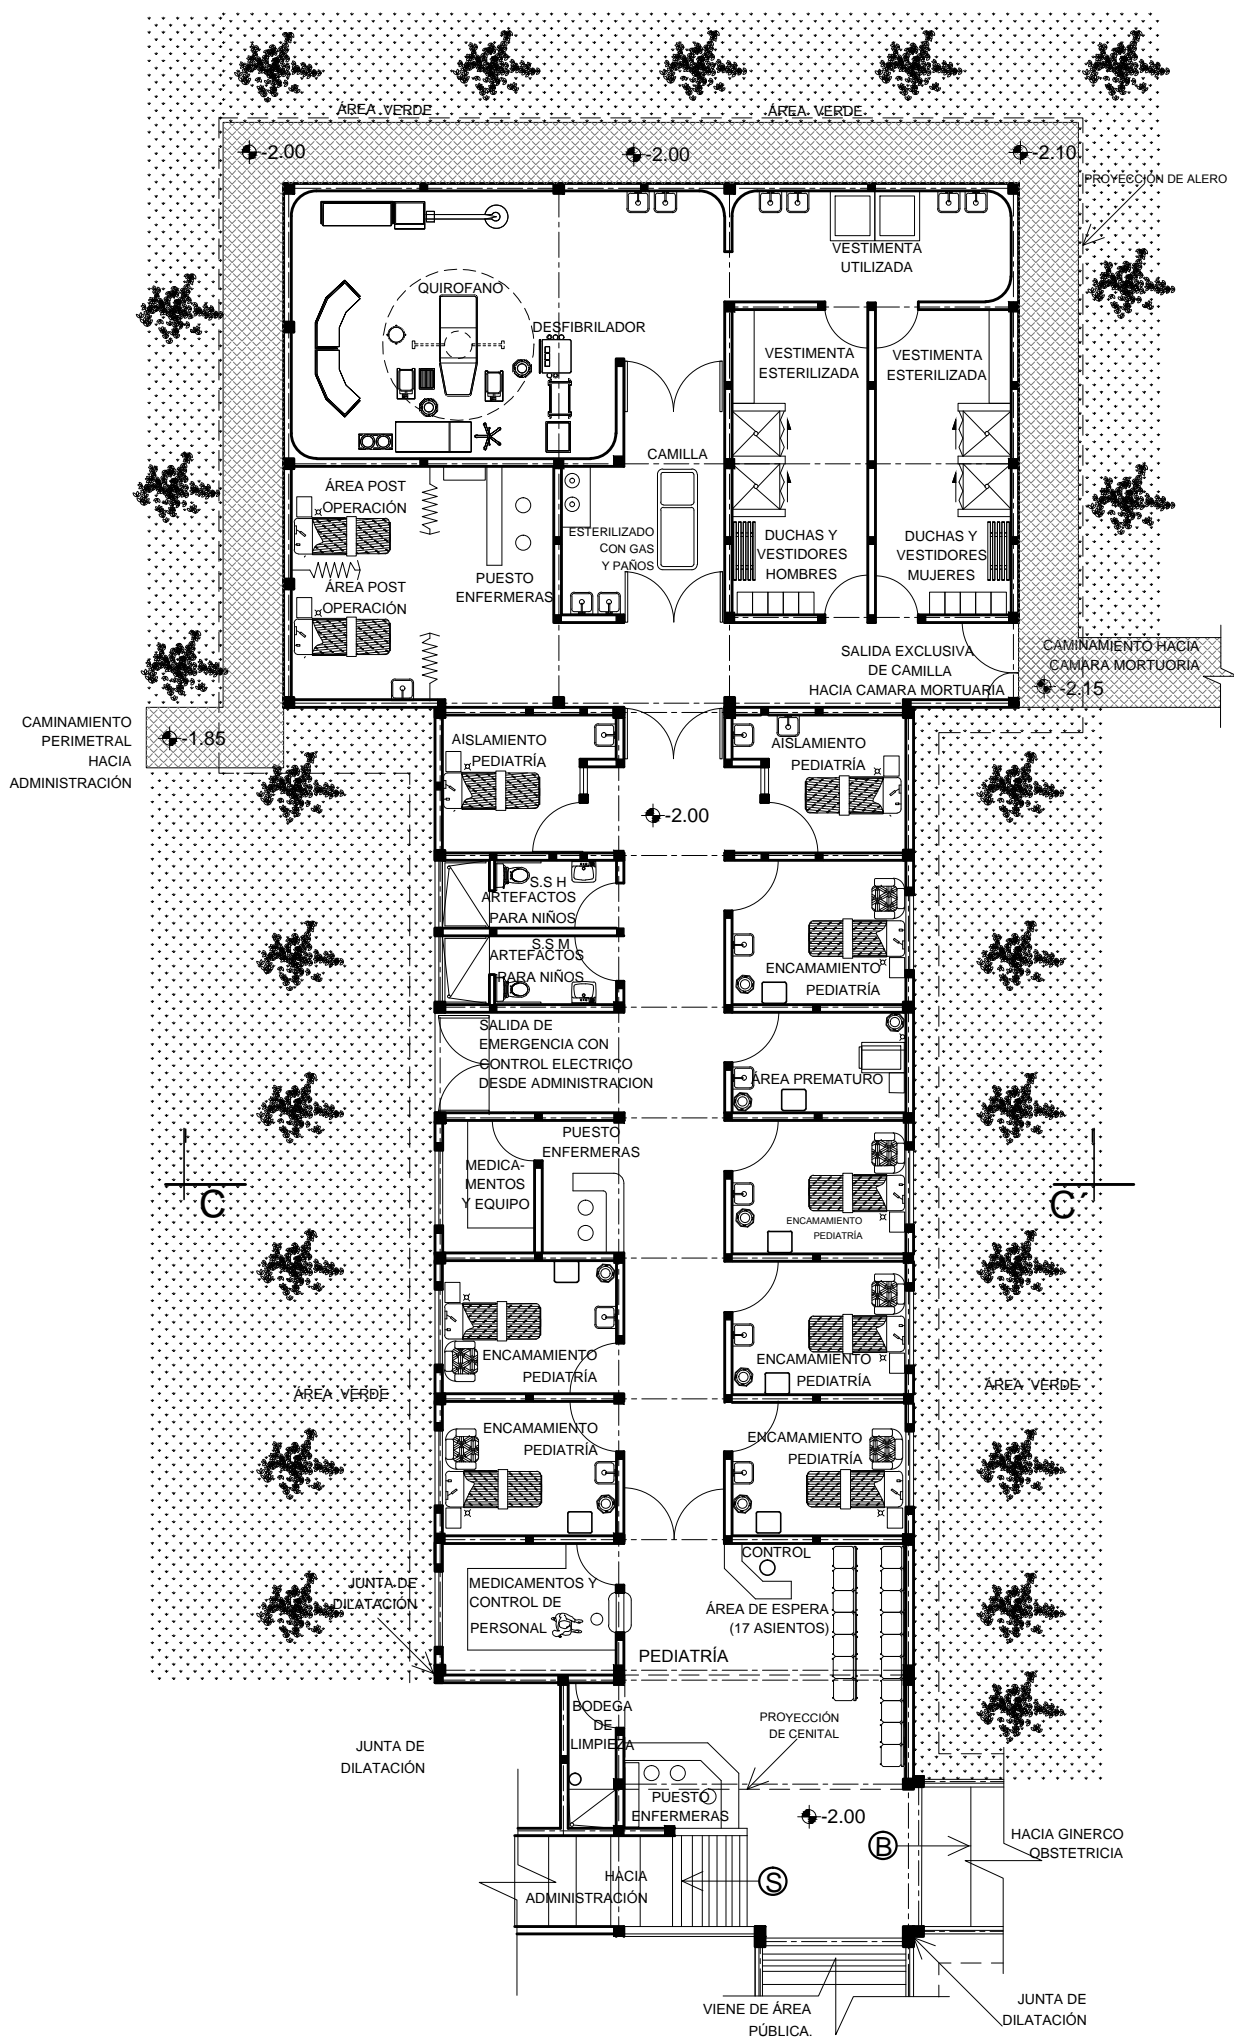 ÁREA VERDE
ÁREA VERDE
-2.00
-2.00
-2.10
PROYECCIÓN DE ALERO
VESTIMENTA
UTILIZADA
QUIROFANO
DESFIBRILADOR
VESTIMENTA
ESTERILIZADA
VESTIMENTA
ESTERILIZADA
CAMILLA
ÁREA POST
OPERACIÓN
ESTERILIZADO
CON GAS
Y PAÑOS
DUCHAS Y
VESTIDORES
HOMBRES
DUCHAS Y
VESTIDORES
MUJERES
PUESTO
ENFERMERAS
ÁREA POST
OPERACIÓN
SALIDA EXCLUSIVA
DE CAMILLA
HACIA CAMARA MORTUARIA
CAMINAMIENTO HACIA
CAMARA MORTUORIA
-2.15
CAMINAMIENTO
PERIMETRAL
HACIA
ADMINISTRACIÓN
-1.85
AISLAMIENTO
PEDIATRÍA
AISLAMIENTO
PEDIATRÍA
-2.00
S.S H
ARTEFACTOS
PARA NIÑOS
S.S M
ARTEFACTOS
PARA NIÑOS
ENCAMAMIENTO
PEDIATRÍA
SALIDA DE
EMERGENCIA CON
CONTROL ELECTRICO
DESDE ADMINISTRACION
ÁREA PREMATURO
PUESTO
ENFERMERAS
MEDICA-
MENTOS
Y EQUIPO
C
C´
ENCAMAMIENTO
PEDIATRÍA
ENCAMAMIENTO
PEDIATRÍA
ENCAMAMIENTO
PEDIATRÍA
ÁREA VERDE
ÁREA VERDE
ENCAMAMIENTO
PEDIATRÍA
ENCAMAMIENTO
PEDIATRÍA
CONTROL
JUNTA DE
DILATACIÓN
MEDICAMENTOS Y
CONTROL DE
PERSONAL
ÁREA DE ESPERA
(17 ASIENTOS)
PEDIATRÍA
BODEGA
DE
LIMPIEZA
PROYECCIÓN
DE CENITAL
JUNTA DE
DILATACIÓN
PUESTO
ENFERMERAS
-2.00
B
HACIA GINERCO
OBSTETRICIA
HACIA
ADMINISTRACIÓN
S
VIENE DE ÁREA
PÚBLICA.
JUNTA DE
DILATACIÓN